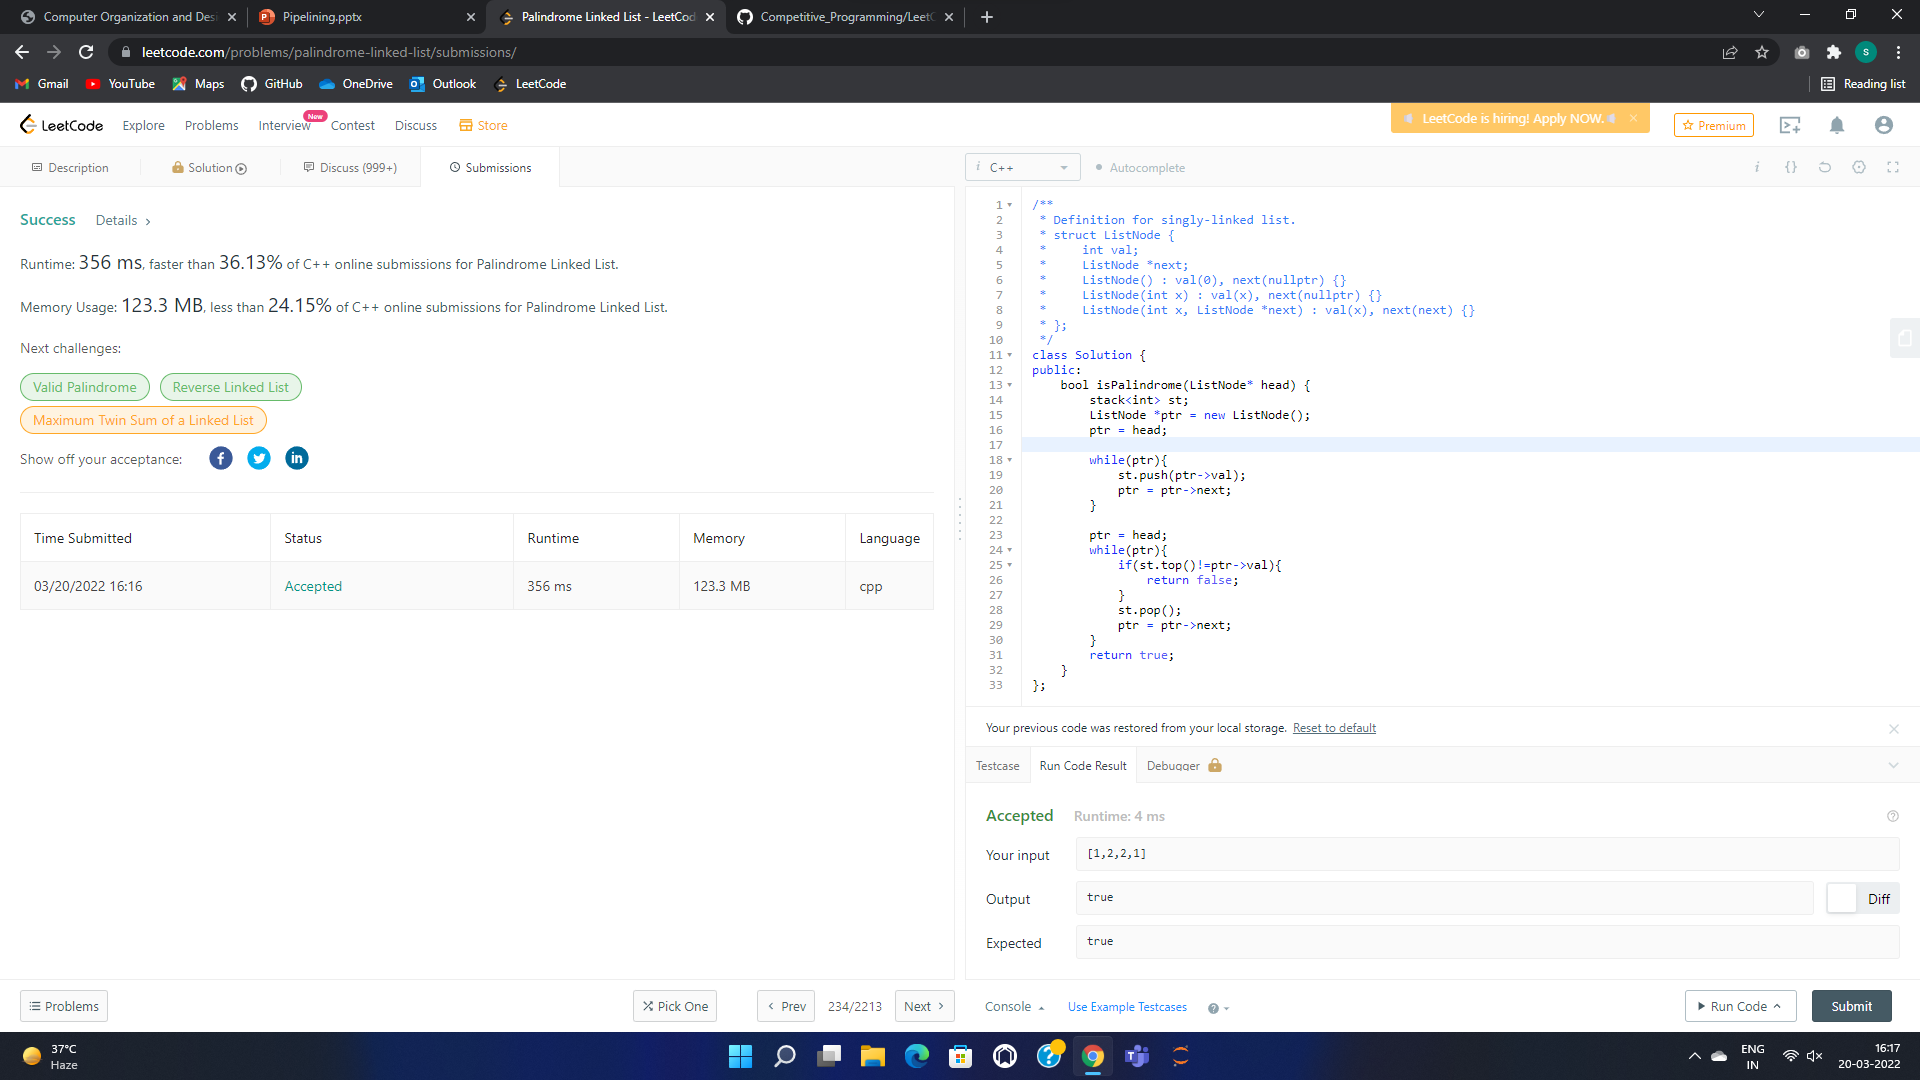 Computer Organization and Desi
Pipelining.pptx
Palindrome Linked List - LeetCod
Competitive_Programming/LeetC
leetcode.com/problems/palindrome-linked-list/submissions/
S
Gmail
YouTube
Maps
GitHub
OneDrive
Outlook
LeetCode
Reading list
LeetCode
Explore
Problems
Interview
New
Contest
Discuss
Store
LeetCode is hiring! Apply NOW.
Premium
Description
Solution
Discuss (999+)
Submissions
i C++
Autocomplete
i {}
Success
Details
Runtime: 356 ms, faster than 36.13% of C++ online submissions for Palindrome Linked List.
Memory Usage: 123.3 MB, less than 24.15% of C++ online submissions for Palindrome Linked List.
Next challenges:
Valid Palindrome
Reverse Linked List
Maximum Twin Sum of a Linked List
Show off your acceptance:
Time Submitted Status Runtime Memory Language
03/20/2022 16:16 Accepted 356 ms 123.3 MB cpp
1 /**
2 * Definition for singly-linked list.
3 * struct ListNode {
4 *     int val;
5 *     ListNode *next;
6 *     ListNode() : val(0), next(nullptr) {}
7 *     ListNode(int x) : val(x), next(nullptr) {}
8 *     ListNode(int x, ListNode *next) : val(x), next(next) {}
9 * };
10 */
11 class Solution {
12 public:
13     bool isPalindrome(ListNode* head) {
14         stack<int> st;
15         ListNode *ptr = new ListNode();
16         ptr = head;
17
18         while(ptr){
19             st.push(ptr->val);
20             ptr = ptr->next;
21         }
22
23         ptr = head;
24         while(ptr){
25             if(st.top()!=ptr->val){
26                 return false;
27             }
28             st.pop();
29             ptr = ptr->next;
30         }
31         return true;
32     }
33 };
Your previous code was restored from your local storage. Reset to default
Testcase
Run Code Result
Debugger
Accepted
Runtime: 4 ms
Your input
[1,2,2,1]
Output
true
Diff
Expected
true
Problems
Pick One
Prev
234/2213
Next
Console
Use Example Testcases
Run Code
Submit
37°C
Haze
ENG
IN
16:17
20-03-2022